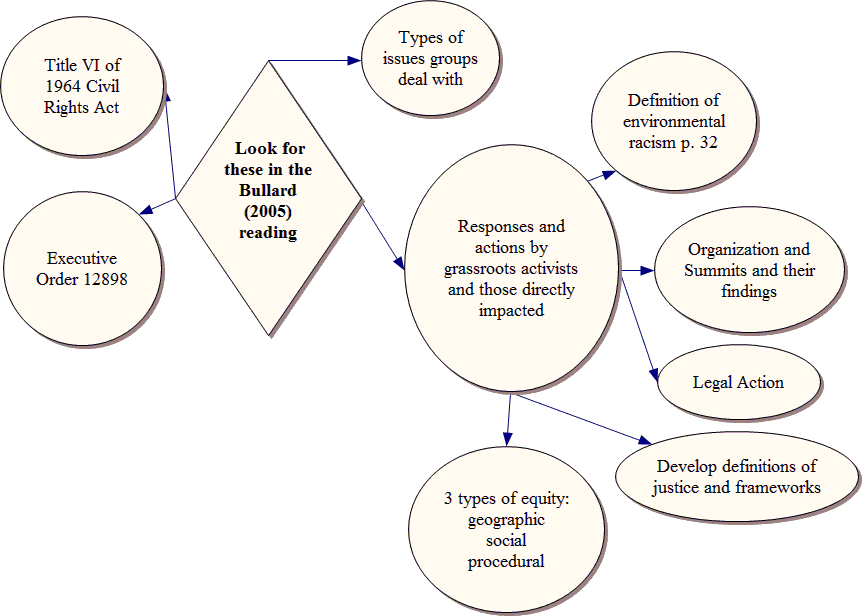 Title VI of
1964 Civil
Rights Act
Types of
issues groups
deal with
Look for
these in the
Bullard
(2005)
reading
Executive
Order 12898
Responses and
actions by
grassroots activists
and those directly
impacted
Definition of
environmental
racism p. 32
Organization and
Summits and their
findings
Legal Action
Develop definitions of
justice and frameworks
3 types of equity:
geographic
social
procedural